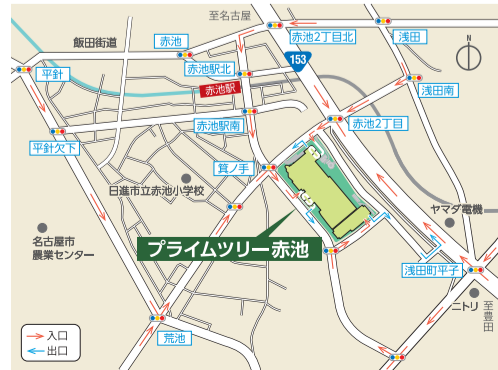 至名古屋
飯田街道
赤池
赤池2丁目北
浅田
N
153
平針
赤池駅北
赤池駅
浅田南
赤池駅南
赤池2丁目
平針欠下
箕ノ手
日進市立赤池小学校
ヤマダ電機
名古屋市
農業センター
プライムツリー赤池
浅田町平子
ニトリ
至豊田
荒池
入口
出口